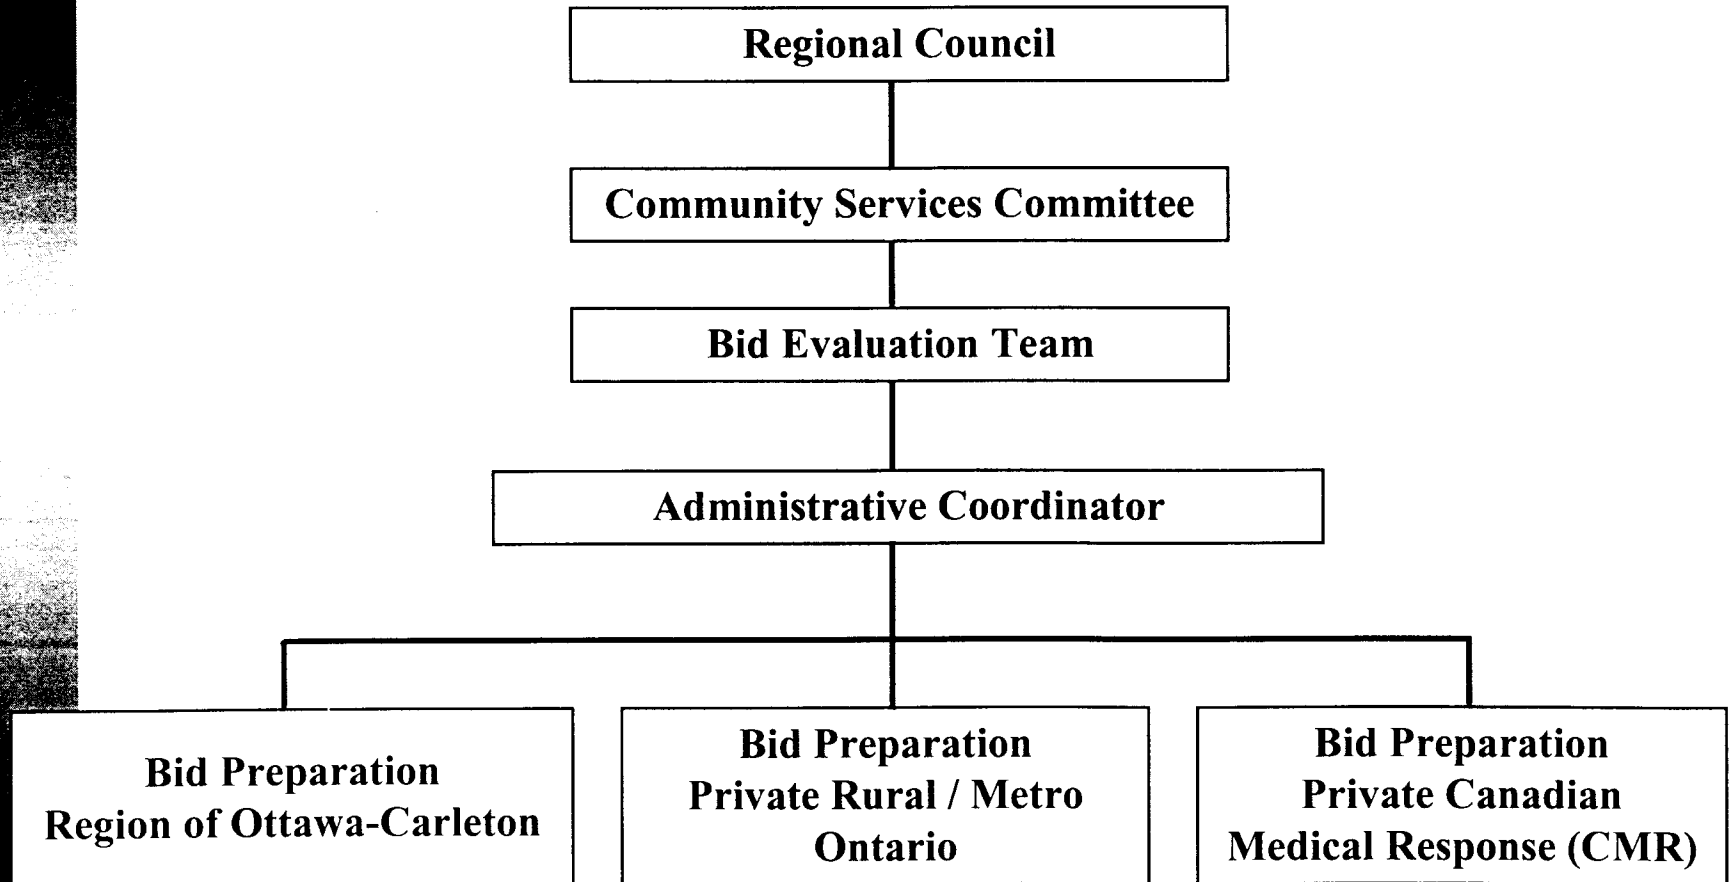 Regional Council
Community Services Committee
Bid Evaluation Team
Administrative Coordinator
Bid Preparation
Region of Ottawa-Carleton
Bid Preparation
Private Rural / Metro
Ontario
Bid Preparation
Private Canadian
Medical Response (CMR)